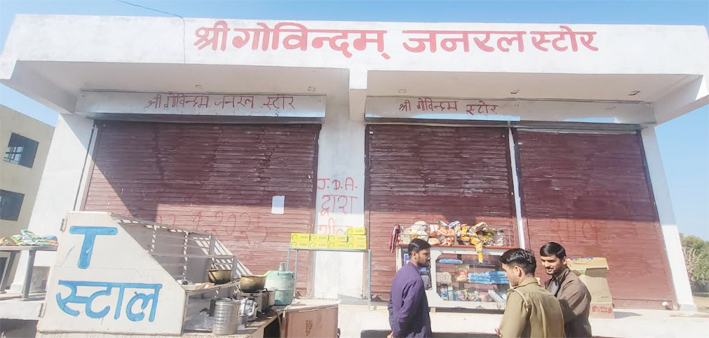 श्री गोविन्दम् जनरल स्टोर
श्री गोविन्दम जनरल स्टोर
श्री गोविन्दम स्टोर
J.D.A.
द्वारा
सील
T
स्टाल